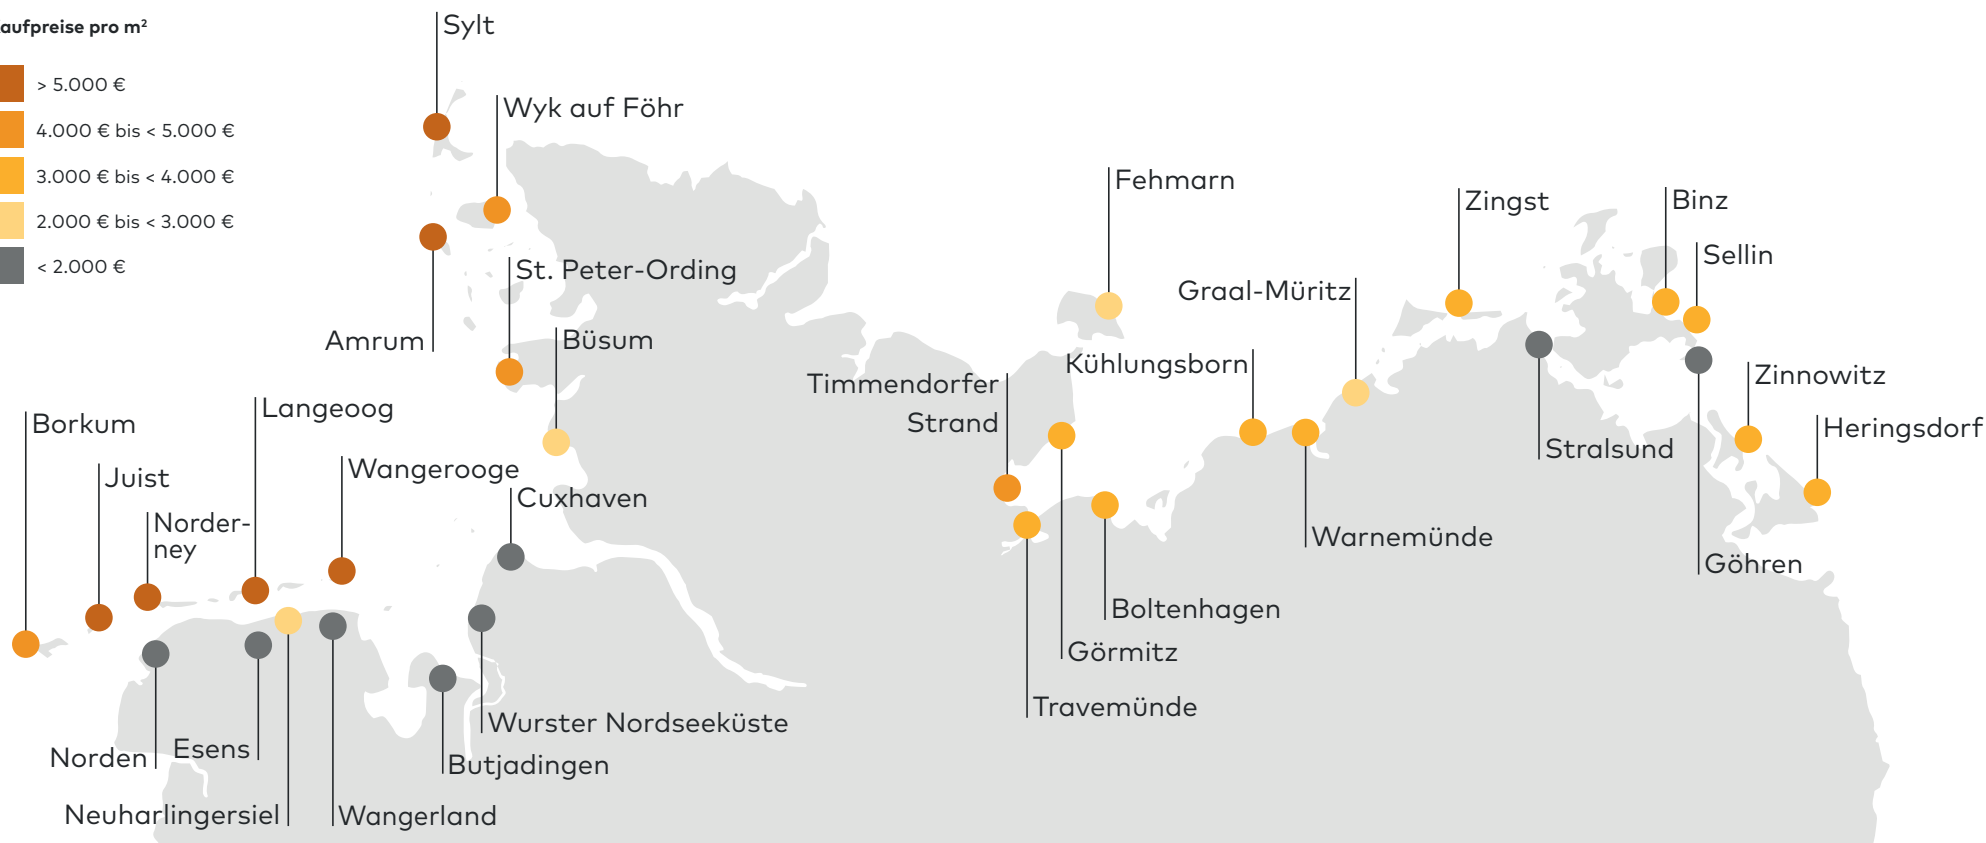 aufpreise pro m²
> 5.000 €
4.000 € bis < 5.000 €
3.000 € bis < 4.000 €
2.000 € bis < 3.000 €
< 2.000 €
Sylt
Wyk auf Föhr
Amrum
St. Peter-Ording
Büsum
Borkum
Juist
Norder-
ney
Langeoog
Wangerooge
Cuxhaven
Norden
Esens
Neuharlingersiel
Wangerland
Butjadingen
Wurster Nordseeküste
Fehmarn
Timmendorfer
Strand
Kühlungsborn
Graal-Müritz
Zingst
Binz
Sellin
Zinnowitz
Heringsdorf
Stralsund
Göhren
Warnemünde
Boltenhagen
Görmitz
Travemünde